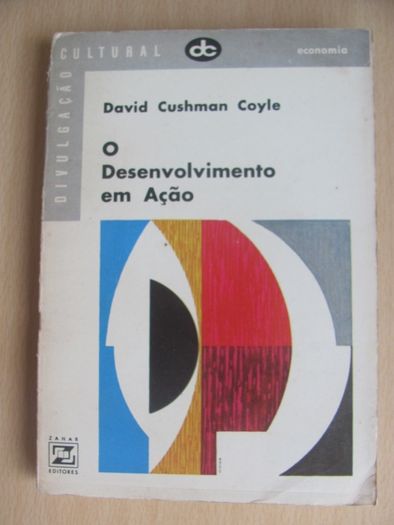 DIVULGAÇÃO
CULTURAL
dc
economia
David Cushman Coyle
O
Desenvolvimento
em Ação
ZAHAR
EDITORES